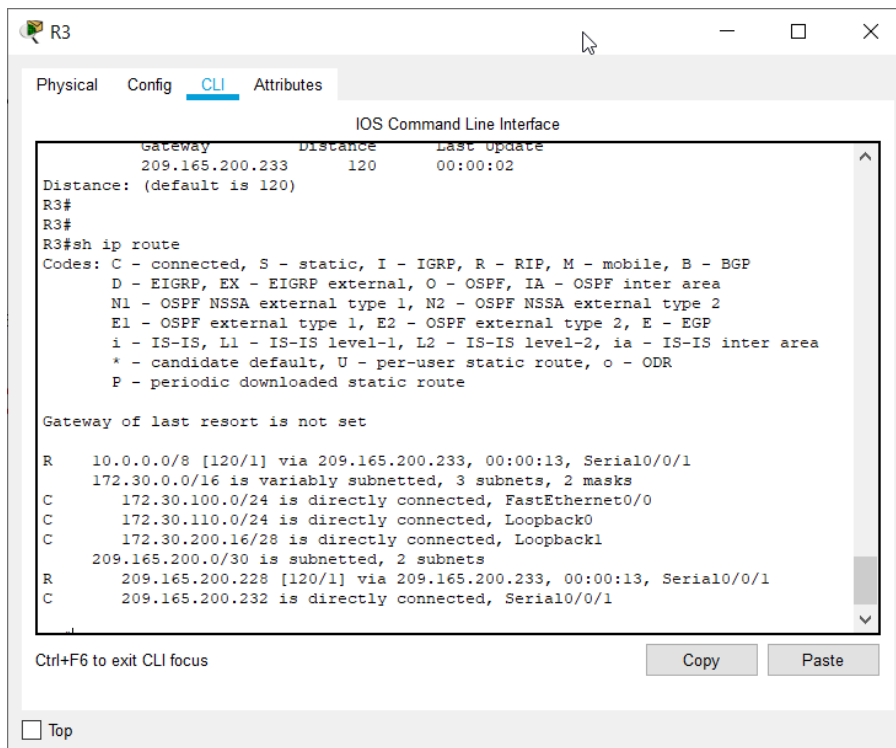 R3
Physical Config CLI Attributes
IOS Command Line Interface
Gateway Distance Last Update
209.165.200.233 120 00:00:02
Distance: (default is 120)
R3#
R3#
R3#sh ip route
Codes: C - connected, S - static, I - IGRP, R - RIP, M - mobile, B - BGP
D - EIGRP, EX - EIGRP external, O - OSPF, IA - OSPF inter area
N1 - OSPF NSSA external type 1, N2 - OSPF NSSA external type 2
E1 - OSPF external type 1, E2 - OSPF external type 2, E - EGP
i - IS-IS, L1 - IS-IS level-1, L2 - IS-IS level-2, ia - IS-IS inter area
* - candidate default, U - per-user static route, o - ODR
P - periodic downloaded static route
Gateway of last resort is not set
R 10.0.0.0/8 [120/1] via 209.165.200.233, 00:00:13, Serial0/0/1
172.30.0.0/16 is variably subnetted, 3 subnets, 2 masks
C 172.30.100.0/24 is directly connected, FastEthernet0/0
C 172.30.110.0/24 is directly connected, Loopback0
C 172.30.200.16/28 is directly connected, Loopback1
209.165.200.0/30 is subnetted, 2 subnets
R 209.165.200.228 [120/1] via 209.165.200.233, 00:00:13, Serial0/0/1
C 209.165.200.232 is directly connected, Serial0/0/1
Ctrl+F6 to exit CLI focus
Copy
Paste
Top